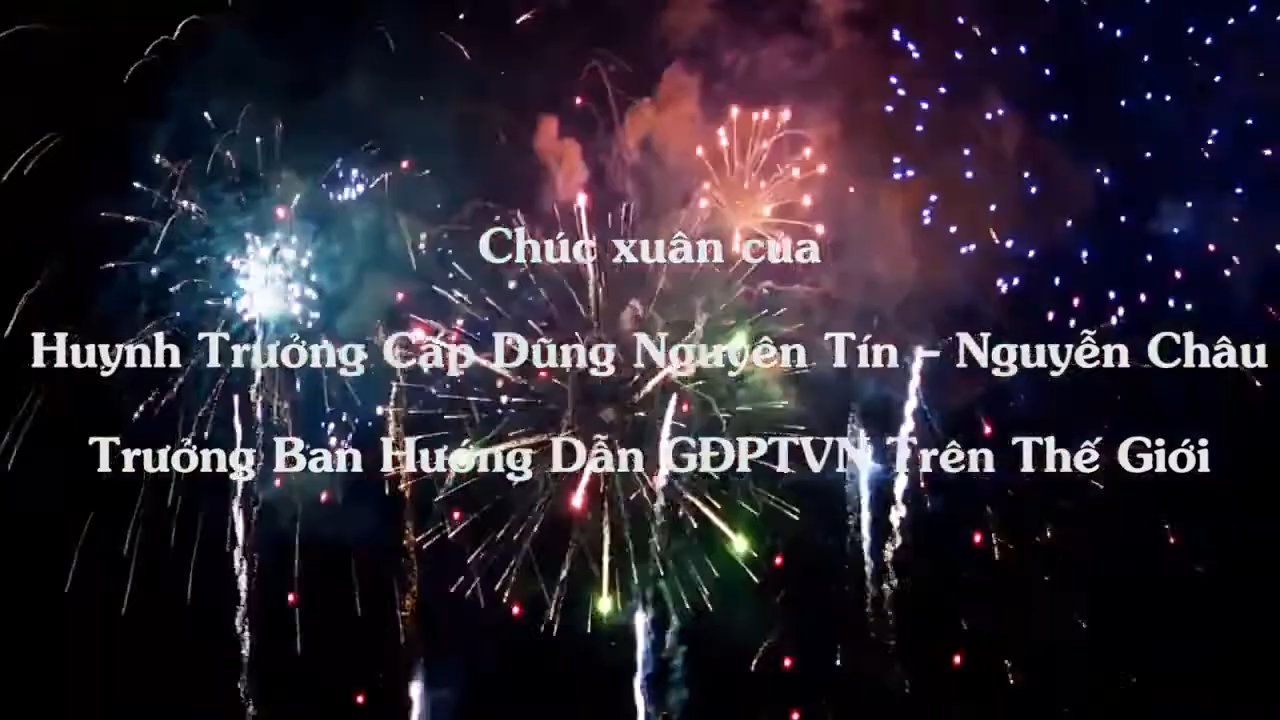 Chúc xuân của
Huynh Trưởng Cấp Dũng Nguyên Tín – Nguyễn Châu
Trưởng Ban Hướng Dẫn GĐPTVN Trên Thế Giới